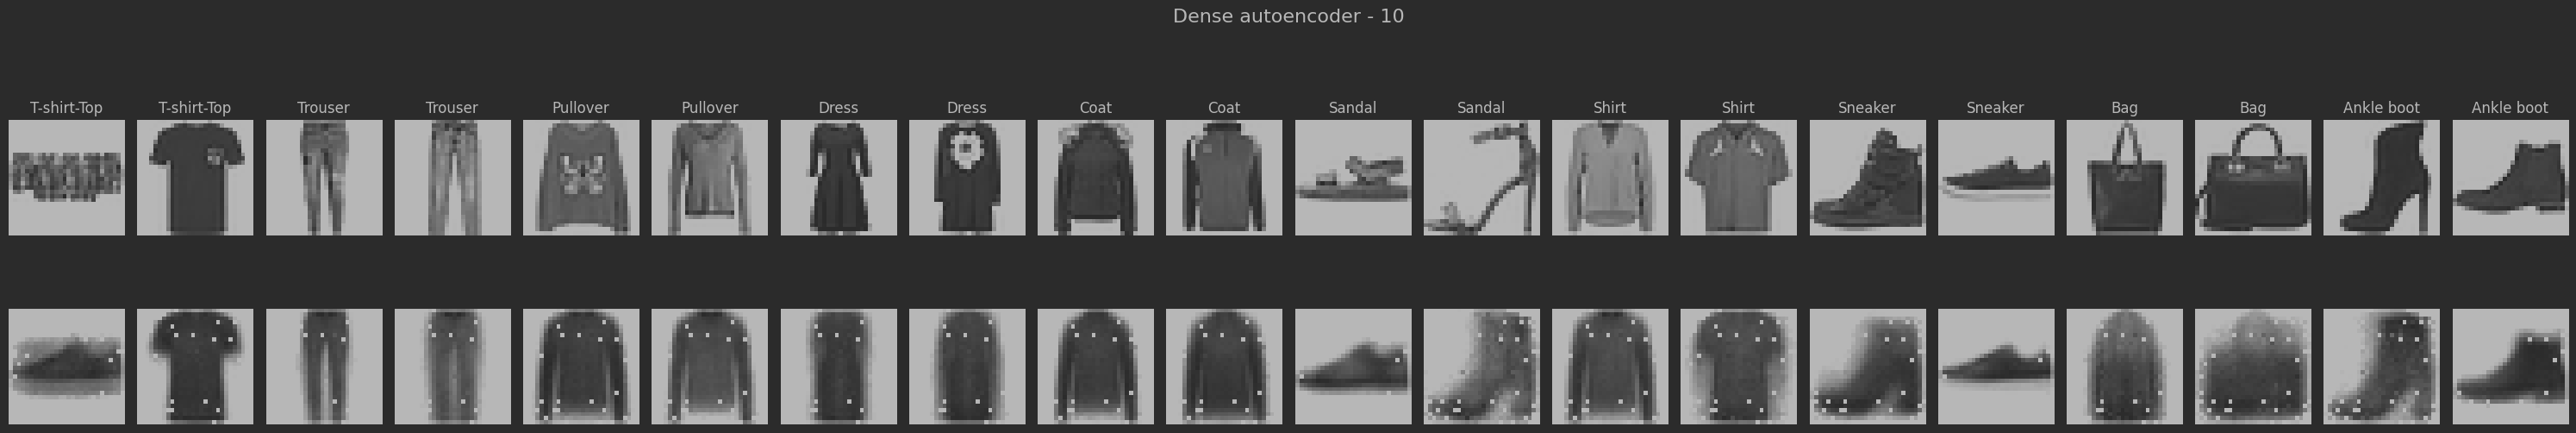 Dense autoencoder - 10
T-shirt-Top T-shirt-Top Trouser Trouser Pullover Pullover Dress Dress Coat Coat Sandal Sandal Shirt Shirt Sneaker Sneaker Bag Bag Ankle boot Ankle boot